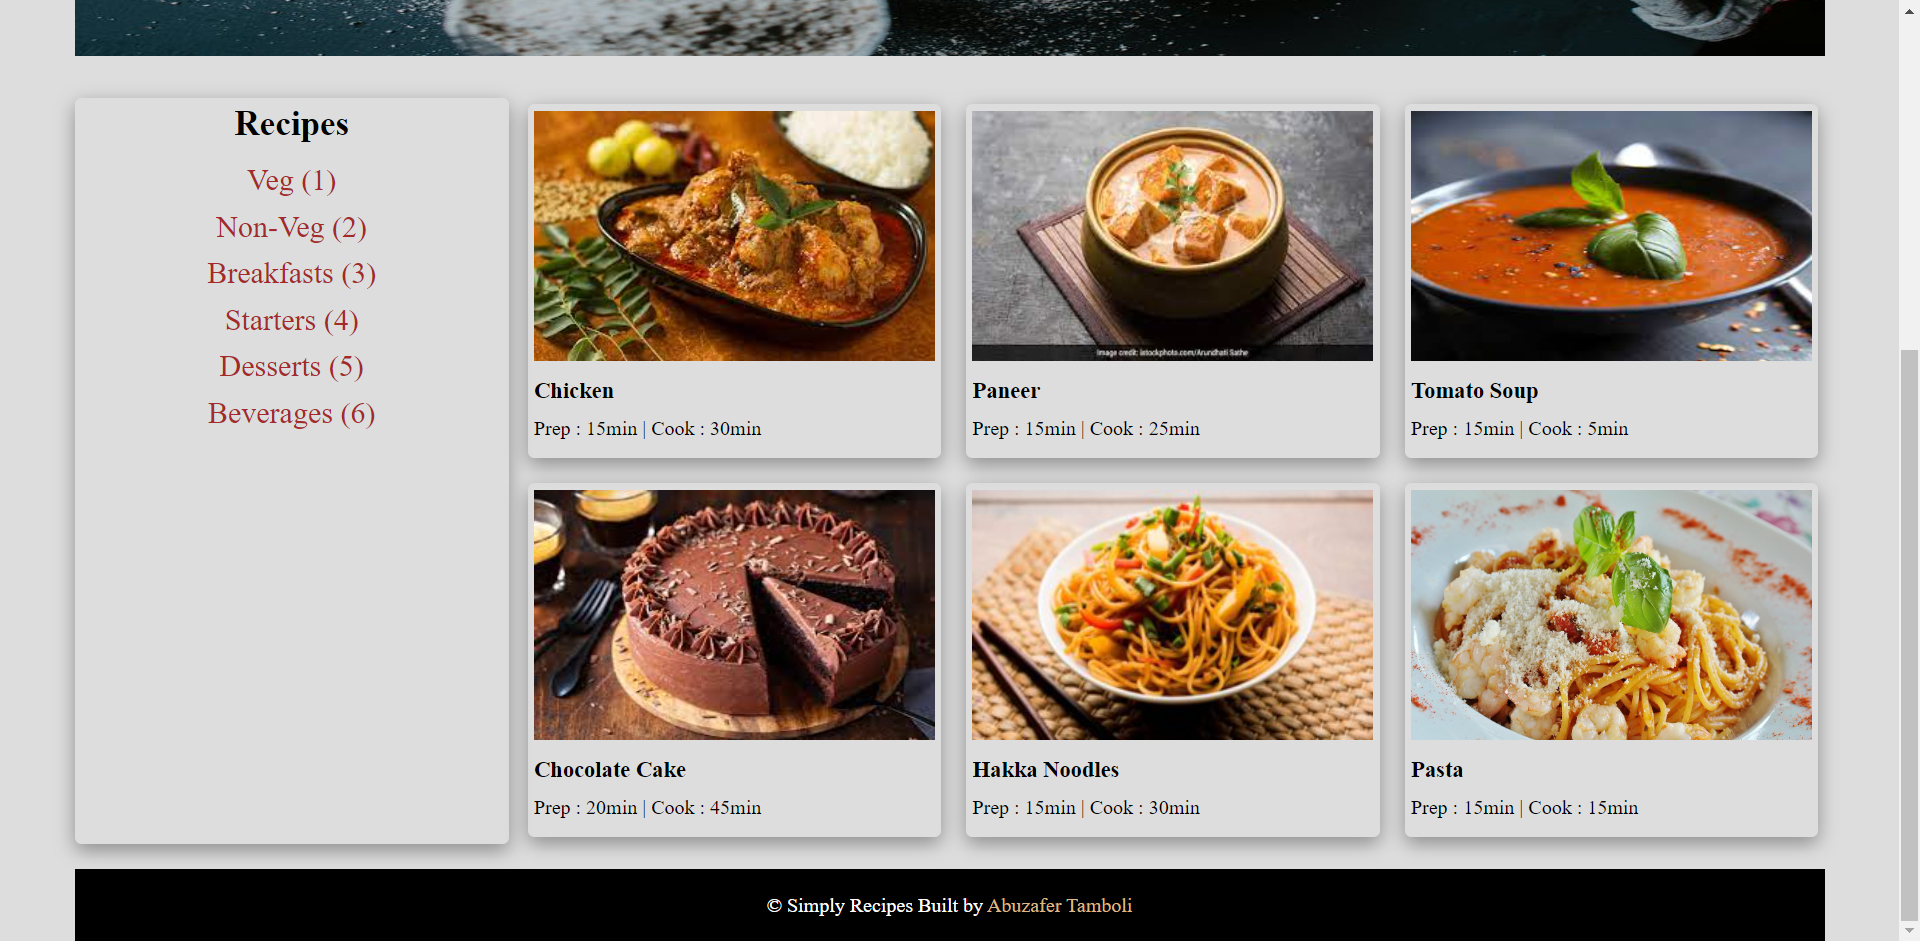 Recipes
Veg (1)
Non-Veg (2)
Breakfasts (3)
Starters (4)
Desserts (5)
Beverages (6)
Image credit: istockphoto.com/Arundhati Sathe
Chicken
Prep : 15min | Cook : 30min
Paneer
Prep : 15min | Cook : 25min
Tomato Soup
Prep : 15min | Cook : 5min
Chocolate Cake
Prep : 20min | Cook : 45min
Hakka Noodles
Prep : 15min | Cook : 30min
Pasta
Prep : 15min | Cook : 15min
© Simply Recipes Built by Abuzafer Tamboli